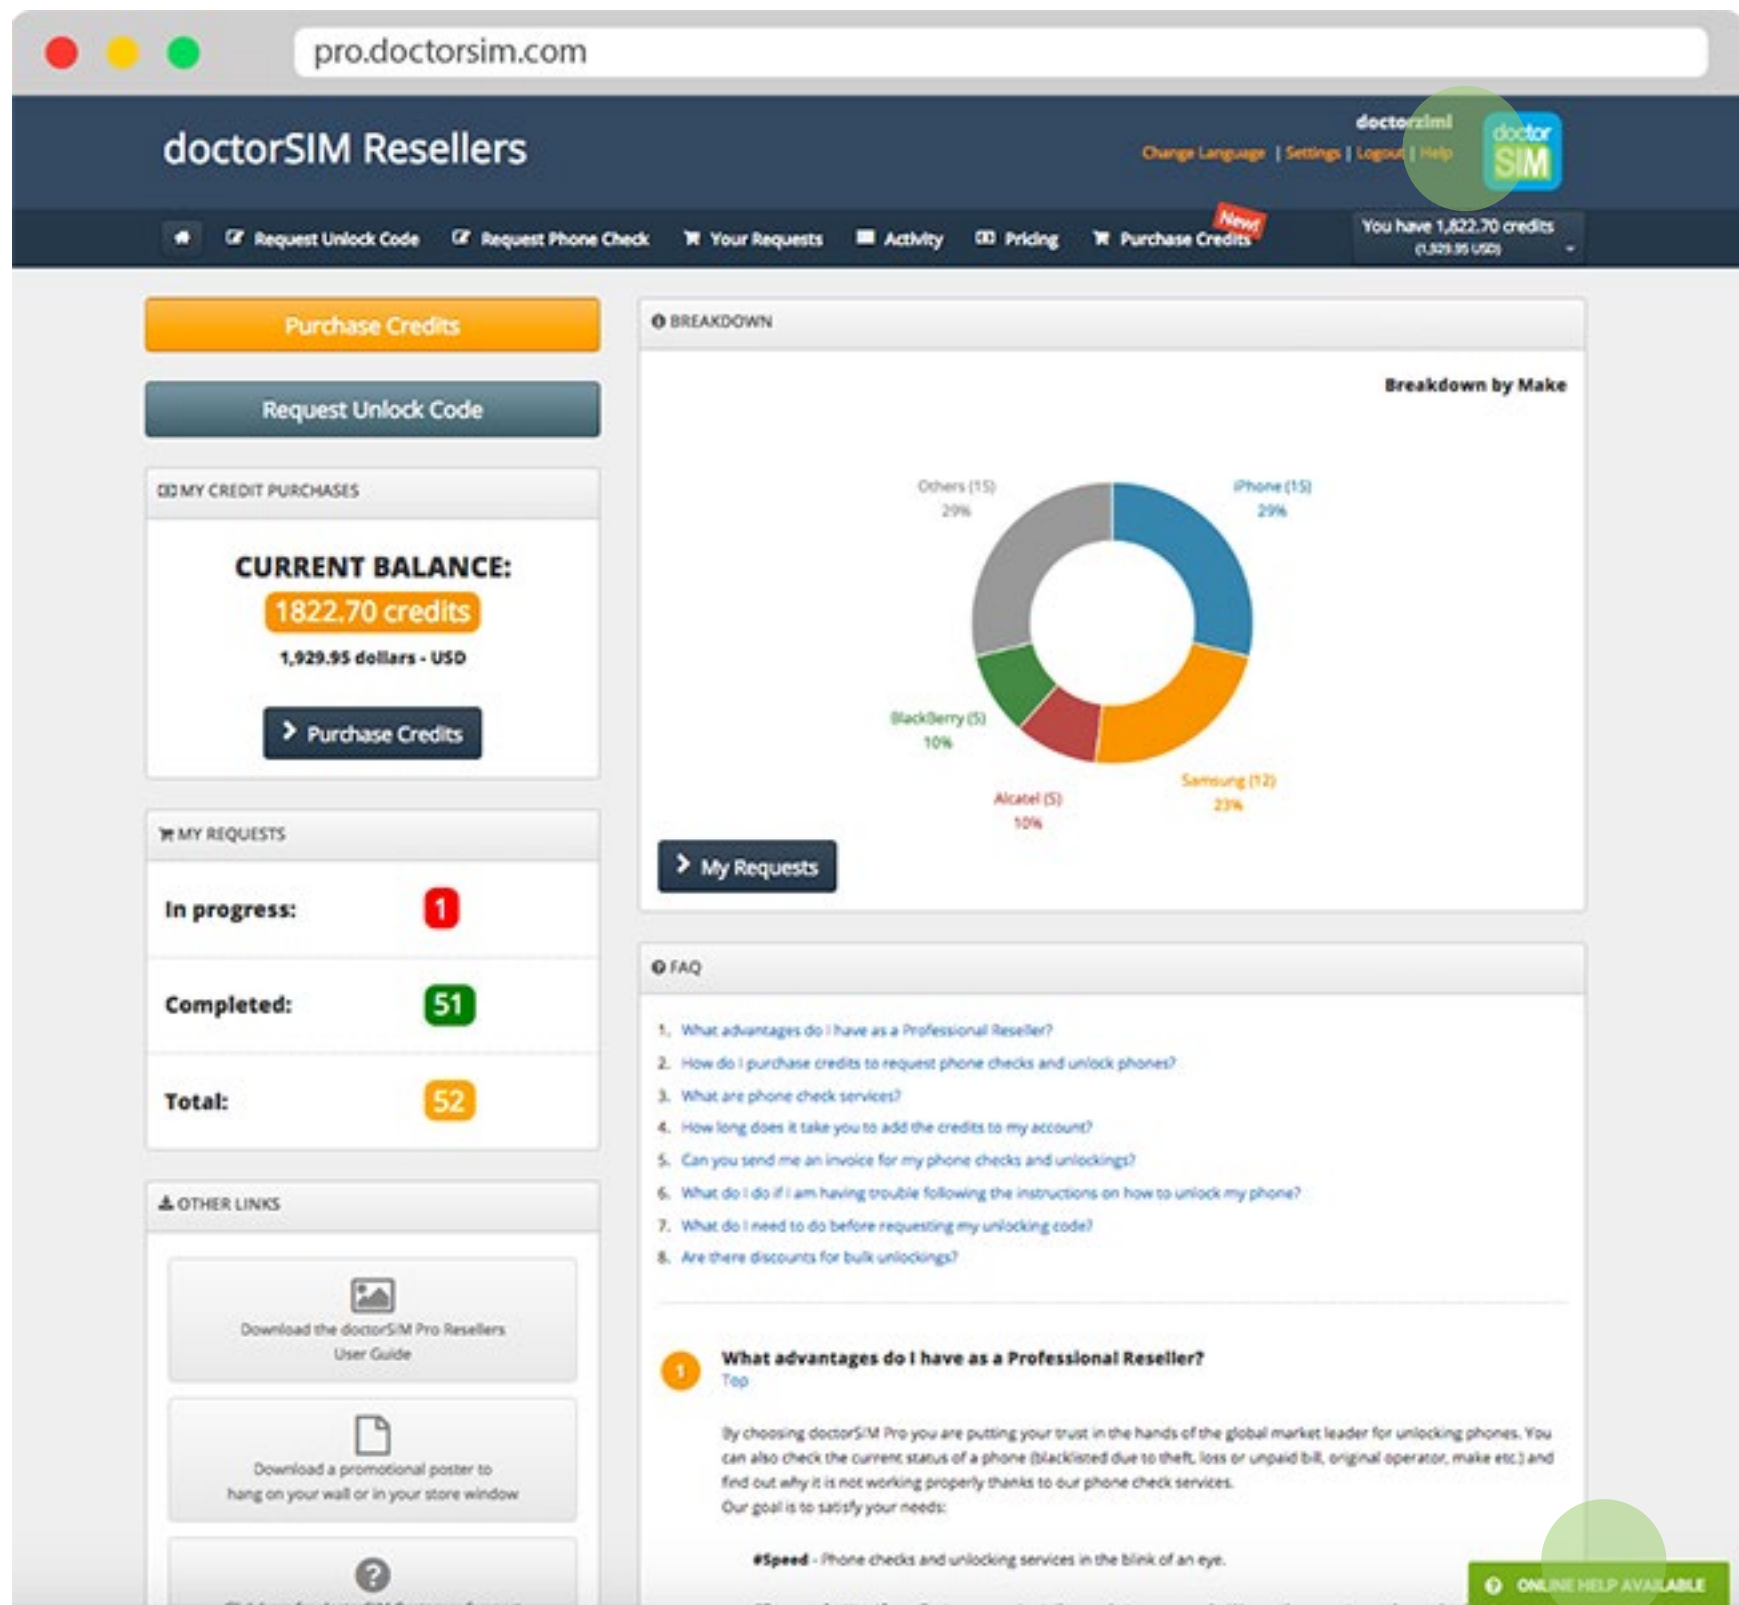 pro.doctorsim.com
doctorSIM Resellers
doctorzimi
Change Language | Settings | Logout | Help
doctor
SIM
Request Unlock Code
Request Phone Check
Your Requests
Activity
Pricing
Purchase Credits
New!
You have 1,822.70 credits
(1,929.95 USD)
Purchase Credits
Request Unlock Code
MY CREDIT PURCHASES
CURRENT BALANCE:
1822.70 credits
1,929.95 dollars - USD
Purchase Credits
MY REQUESTS
In progress: 1
Completed: 51
Total: 52
OTHER LINKS
Download the doctorSIM Pro Resellers
User Guide
Download a promotional poster to
hang on your wall or in your store window
BREAKDOWN
Breakdown by Make
Others (15)
29%
iPhone (15)
29%
BlackBerry (5)
10%
Alcatel (5)
10%
Samsung (12)
23%
My Requests
FAQ
1. What advantages do I have as a Professional Reseller?
2. How do I purchase credits to request phone checks and unlock phones?
3. What are phone check services?
4. How long does it take you to add the credits to my account?
5. Can you send me an invoice for my phone checks and unlockings?
6. What do I do if I am having trouble following the instructions on how to unlock my phone?
7. What do I need to do before requesting my unlocking code?
8. Are there discounts for bulk unlockings?
1
What advantages do I have as a Professional Reseller?
Top
By choosing doctorSIM Pro you are putting your trust in the hands of the global market leader for unlocking phones. You
can also check the current status of a phone (blacklisted due to theft, loss or unpaid bill, original operator, make etc.) and
find out why it is not working properly thanks to our phone check services.
Our goal is to satisfy your needs:
#Speed - Phone checks and unlocking services in the blink of an eye.
ONLINE HELP AVAILABLE